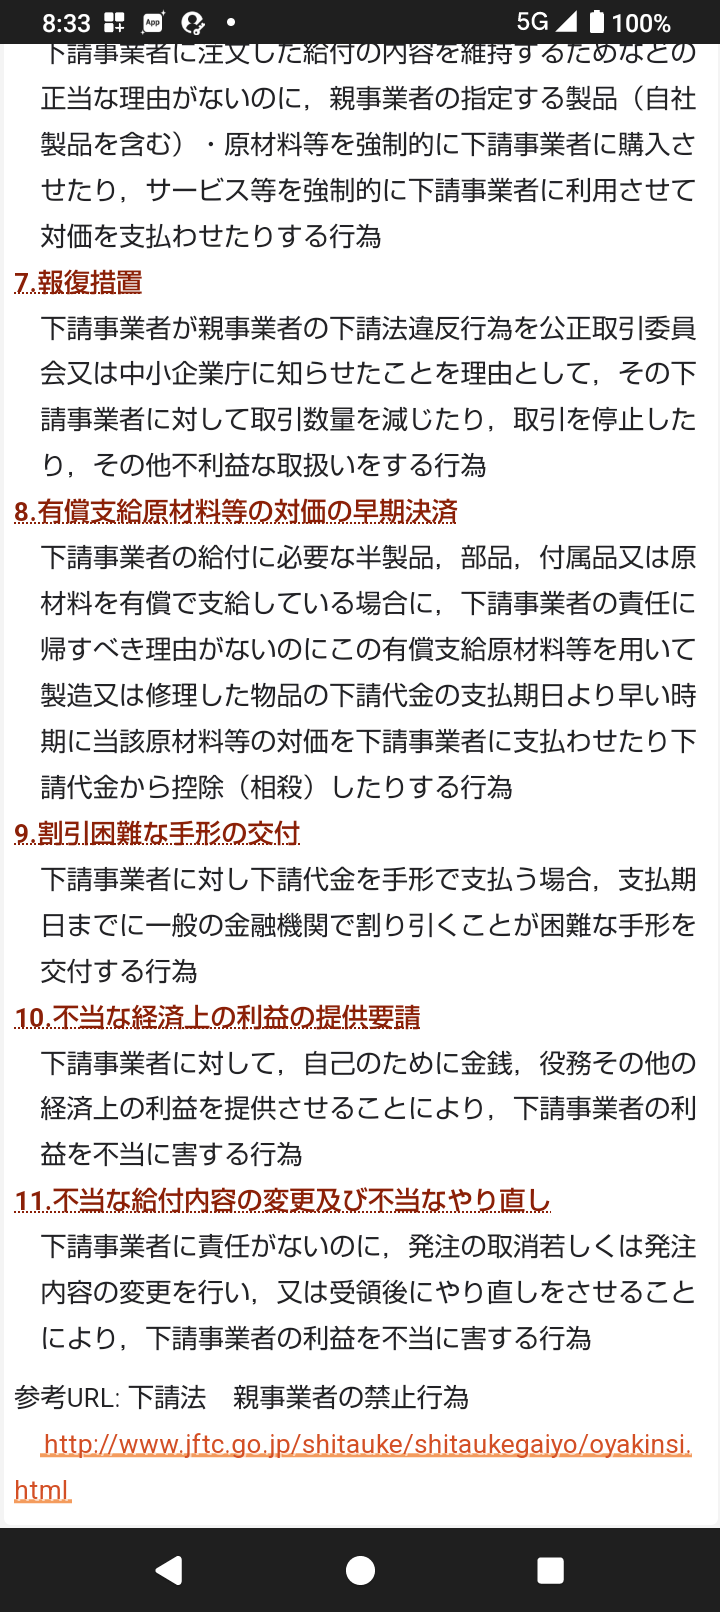 8:33
App
5G
100%
下請事業者に注文した給付の内容を維持するためなどの
正当な理由がないのに，親事業者の指定する製品（自社
製品を含む）・原材料等を強制的に下請事業者に購入さ
せたり，サービス等を強制的に下請事業者に利用させて
対価を支払わせたりする行為
7.報復措置
下請事業者が親事業者の下請法違反行為を公正取引委員
会又は中小企業庁に知らせたことを理由として，その下
請事業者に対して取引数量を減じたり，取引を停止した
り，その他不利益な取扱いをする行為
8.有償支給原材料等の対価の早期決済
下請事業者の給付に必要な半製品，部品，付属品又は原
材料を有償で支給している場合に，下請事業者の責任に
帰すべき理由がないのにこの有償支給原材料等を用いて
製造又は修理した物品の下請代金の支払期日より早い時
期に当該原材料等の対価を下請事業者に支払わせたり下
請代金から控除（相殺）したりする行為
9.割引困難な手形の交付
下請事業者に対し下請代金を手形で支払う場合，支払期
日までに一般の金融機関で割り引くことが困難な手形を
交付する行為
10.不当な経済上の利益の提供要請
下請事業者に対して，自己のために金銭，役務その他の
経済上の利益を提供させることにより，下請事業者の利
益を不当に害する行為
11.不当な給付内容の変更及び不当なやり直し
下請事業者に責任がないのに，発注の取消若しくは発注
内容の変更を行い，又は受領後にやり直しをさせること
により，下請事業者の利益を不当に害する行為
参考URL: 下請法　親事業者の禁止行為
http://www.jftc.go.jp/shitauke/shitaukegaiyo/oyakinsi.
html